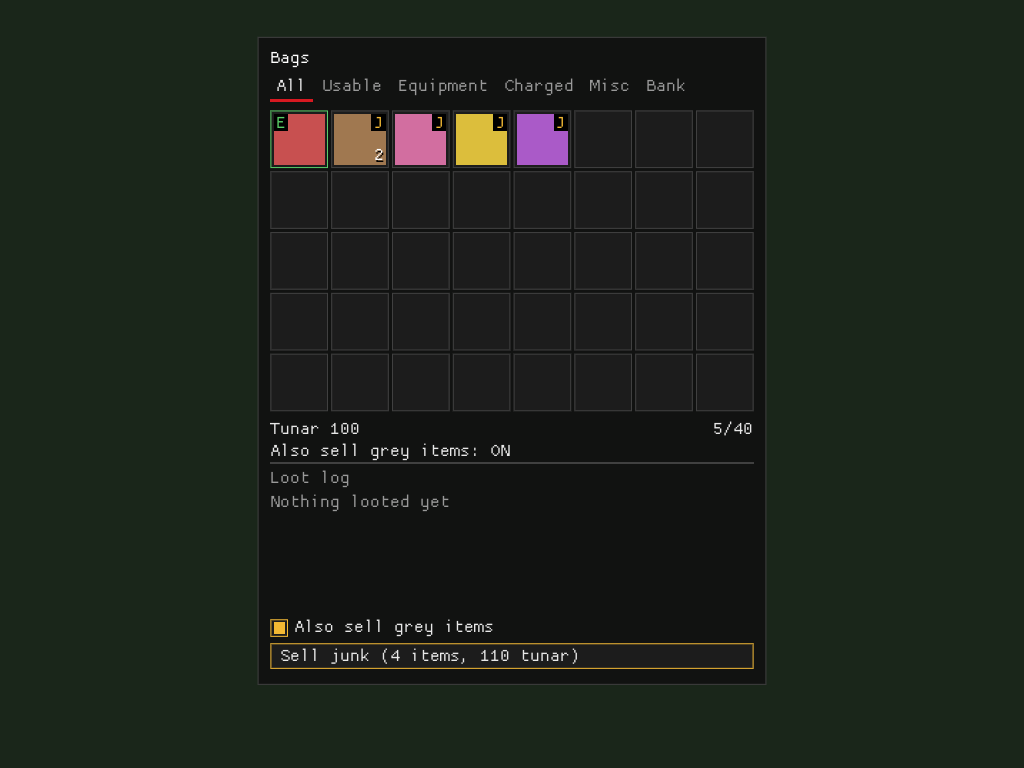 Bags
All Usable Equipment Charged Misc Bank
E J J J J
2
Tunar 100 5/40
Also sell grey items: ON
Loot log
Nothing looted yet
Also sell grey items
Sell junk (4 items, 110 tunar)